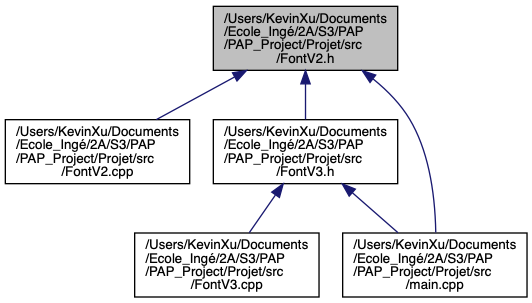 /Users/KevinXu/Documents
/Ecole_Ingé/2A/S3/PAP
/PAP_Project/Projet/src
/FontV2.h
/Users/KevinXu/Documents
/Ecole_Ingé/2A/S3/PAP
/PAP_Project/Projet/src
/FontV2.cpp
/Users/KevinXu/Documents
/Ecole_Ingé/2A/S3/PAP
/PAP_Project/Projet/src
/FontV3.h
/Users/KevinXu/Documents
/Ecole_Ingé/2A/S3/PAP
/PAP_Project/Projet/src
/FontV3.cpp
/Users/KevinXu/Documents
/Ecole_Ingé/2A/S3/PAP
/PAP_Project/Projet/src
/main.cpp